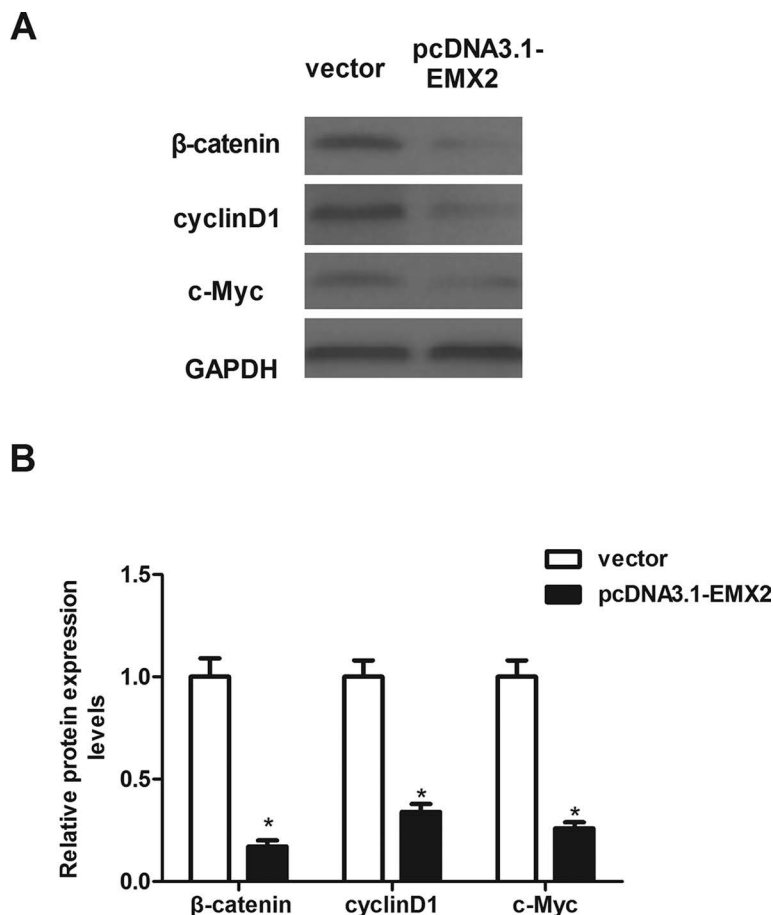 A
vector
pcDNA3.1-
EMX2
β-catenin
cyclinD1
c-Myc
GAPDH
B
vector
pcDNA3.1-EMX2
Relative protein expression
levels
1.5
1.0
0.5
0.0
*
*
*
β-catenin
cyclinD1
c-Myc